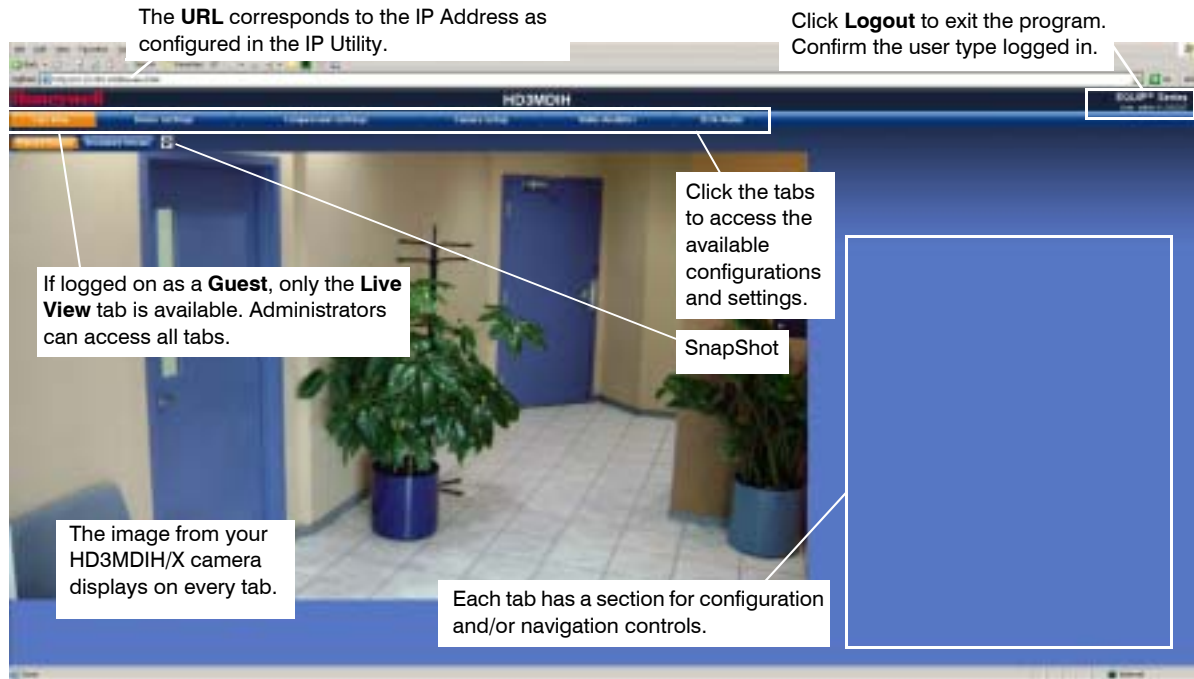 The URL corresponds to the IP Address as
configured in the IP Utility.
Click Logout to exit the program.
Confirm the user type logged in.
Honeywell
HD3MDIH
Click the tabs
to access the
available
configurations
and settings.
If logged on as a Guest, only the Live
View tab is available. Administrators
can access all tabs.
SnapShot
The image from your
HD3MDIH/X camera
displays on every tab.
Each tab has a section for configuration
and/or navigation controls.